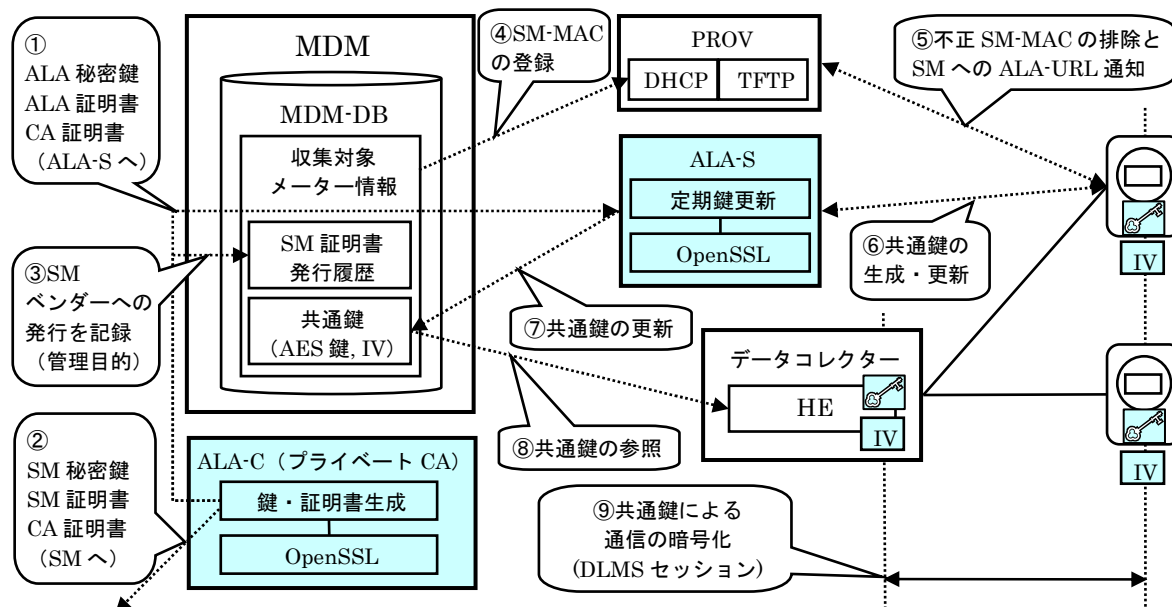 ①
ALA 秘密鍵
ALA 証明書
CA 証明書
(ALA-S へ)
MDM
MDM-DB
収集対象
メーター情報
SM 証明書
発行履歴
共通鍵
(AES 鍵, IV)
④SM-MAC
の登録
PROV
DHCP
TFTP
⑤不正 SM-MAC の排除と
SM への ALA-URL 通知
ALA-S
定期鍵更新
OpenSSL
⑥共通鍵の
生成・更新
IV
③SM
ベンダーへの
発行を記録
(管理目的)
⑦共通鍵の更新
データコレクター
HE
IV
⑧共通鍵の参照
IV
②
SM 秘密鍵
SM 証明書
CA 証明書
(SM へ)
ALA-C(プライベート CA)
鍵・証明書生成
OpenSSL
⑨共通鍵による
通信の暗号化
(DLMS セッション)